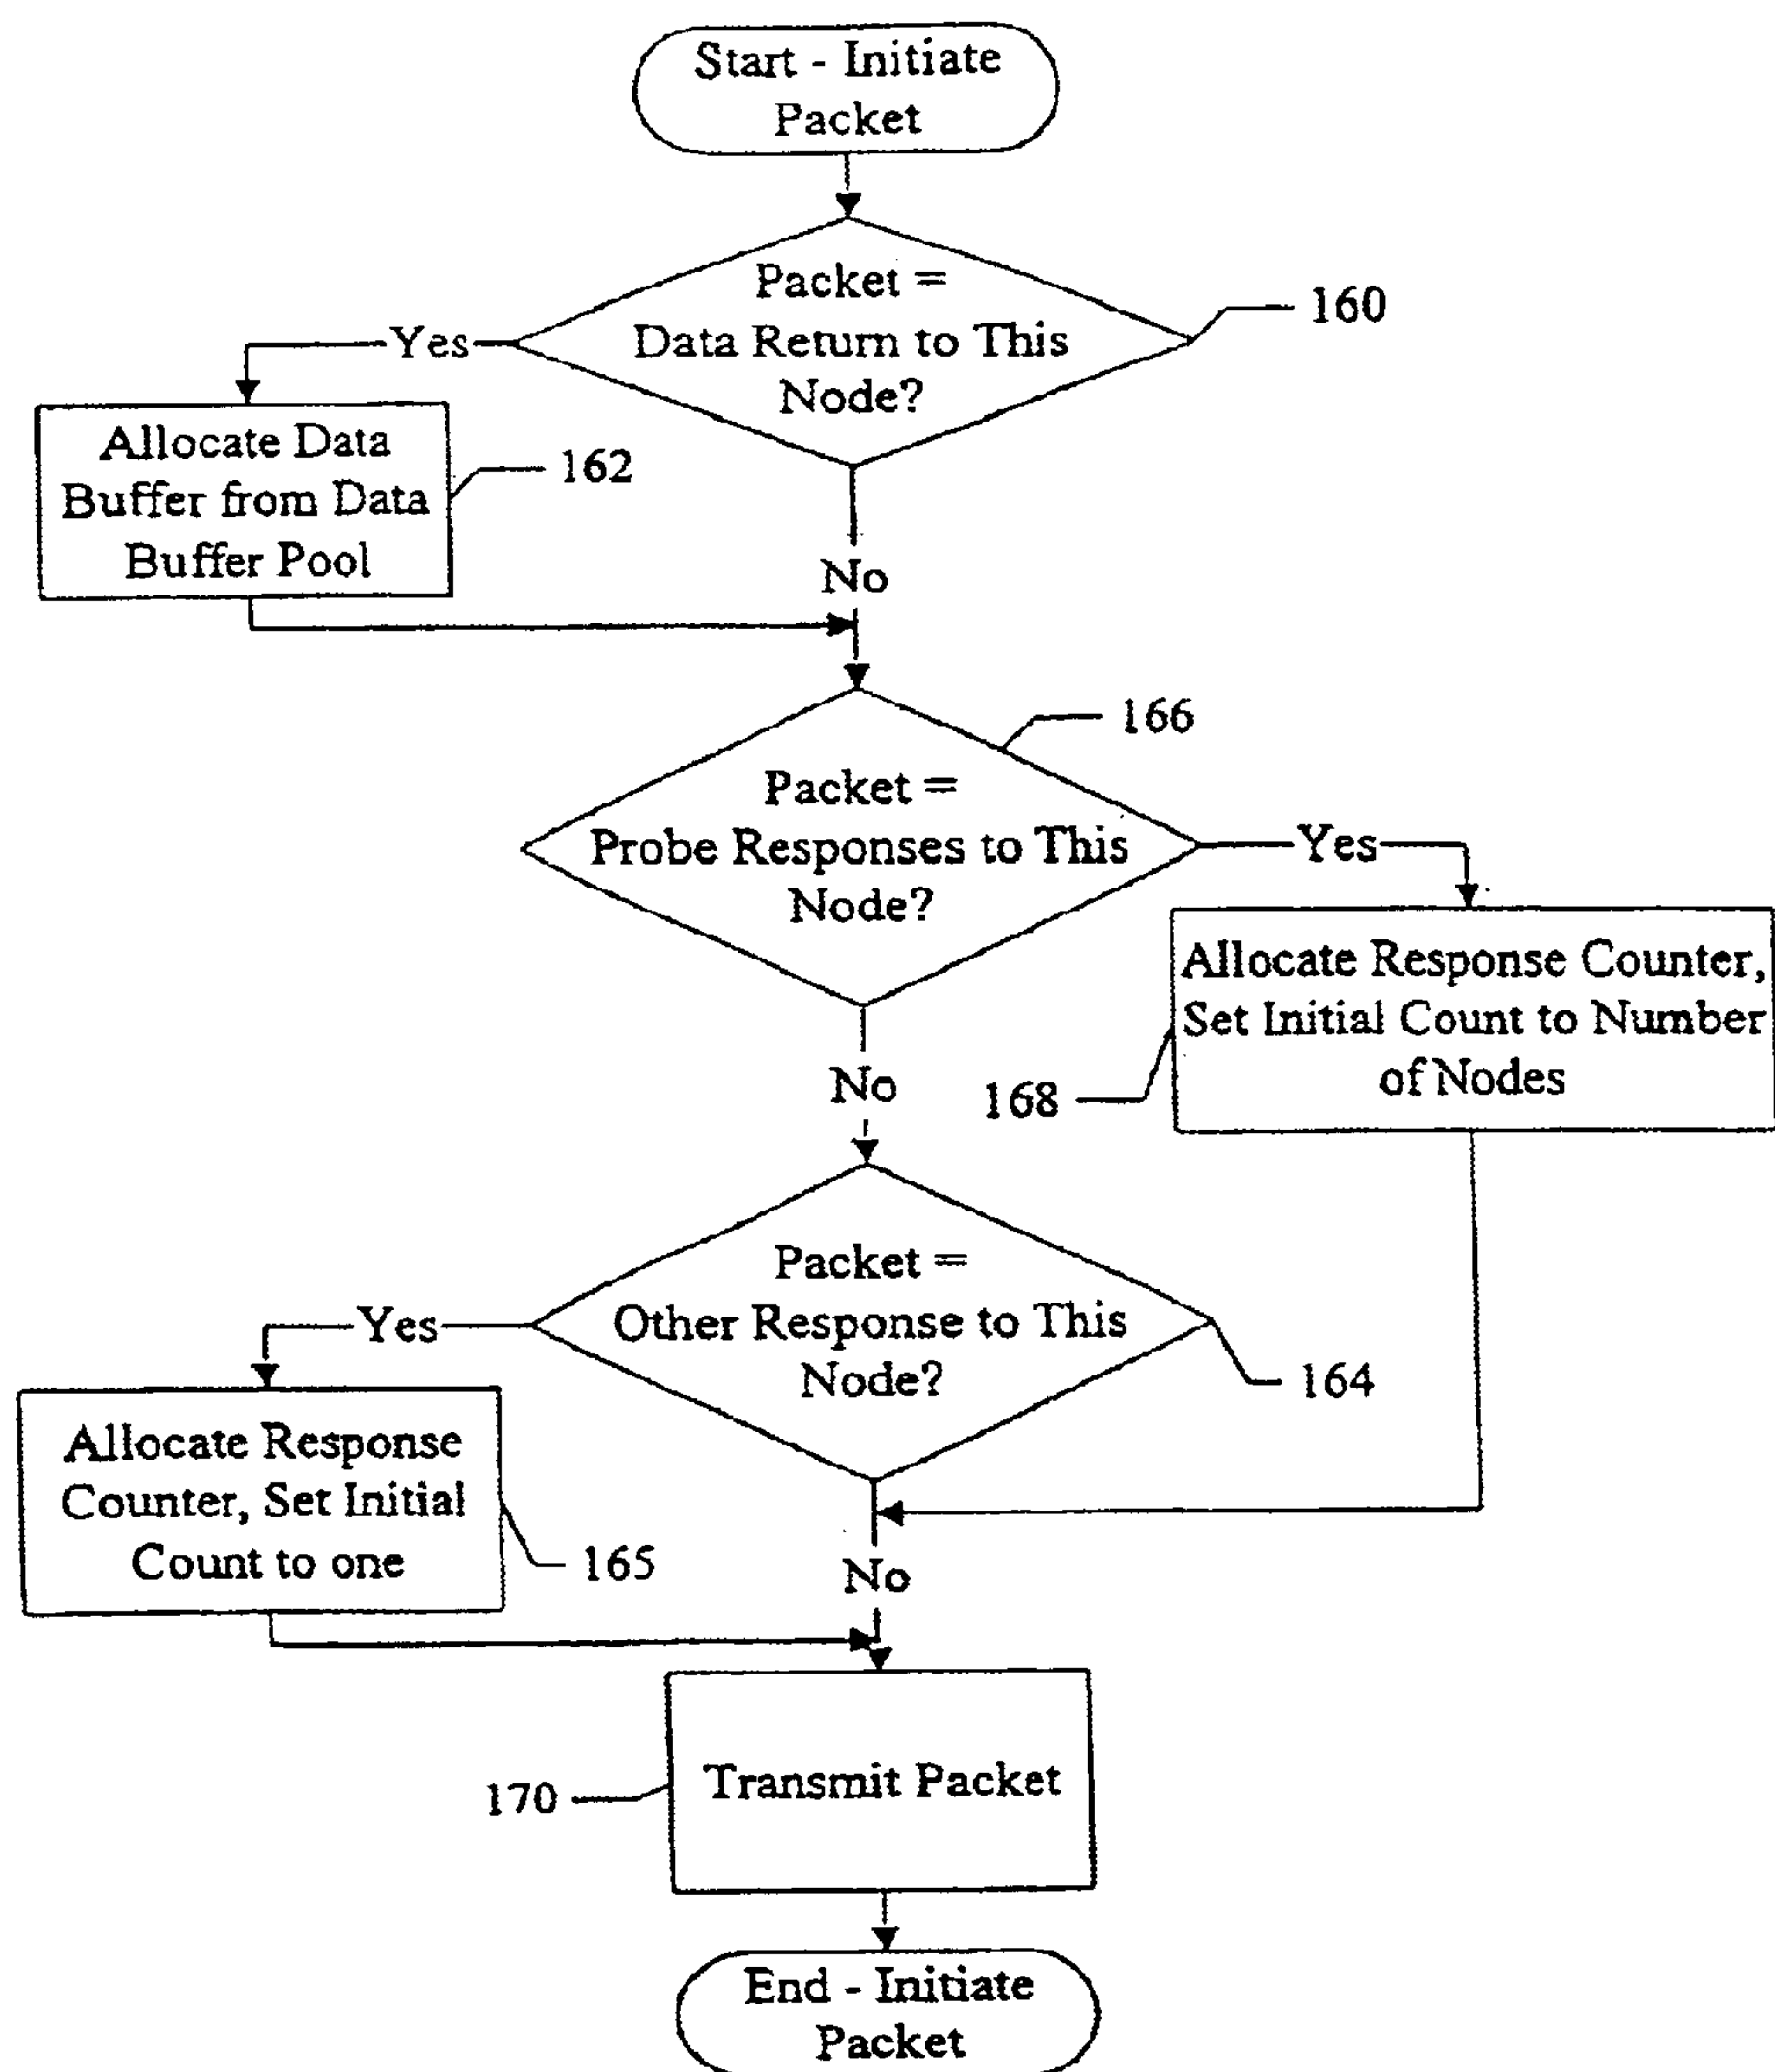 Start - Initiate
Packet
Packet =
Data Return to This
Node?
160
Yes
Allocate Data
Buffer from Data
Buffer Pool
162
No
166
Packet =
Probe Responses to This
Node?
Yes
Allocate Response Counter,
Set Initial Count to Number
of Nodes
168
No
Packet =
Other Response to This
Node?
Yes
164
Allocate Response
Counter, Set Initial
Count to one
165
No
Transmit Packet
170
End - Initiate
Packet